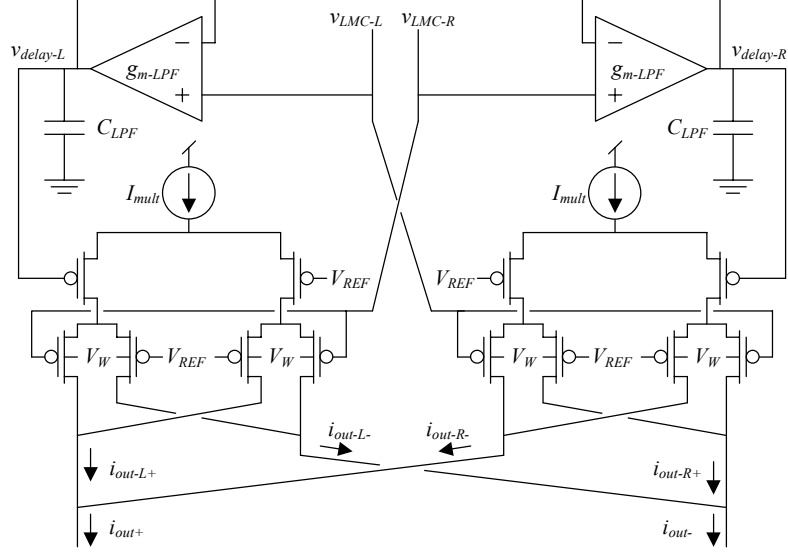 v_LMC-L v_LMC-R
v_delay-L v_delay-R
− −
g_m-LPF g_m-LPF
+ +
C_LPF C_LPF
I_mult I_mult
V_REF V_REF
V_W V_REF V_W V_W V_REF V_W
i_out-L- i_out-R-
i_out-L+ i_out-R+
i_out+ i_out-